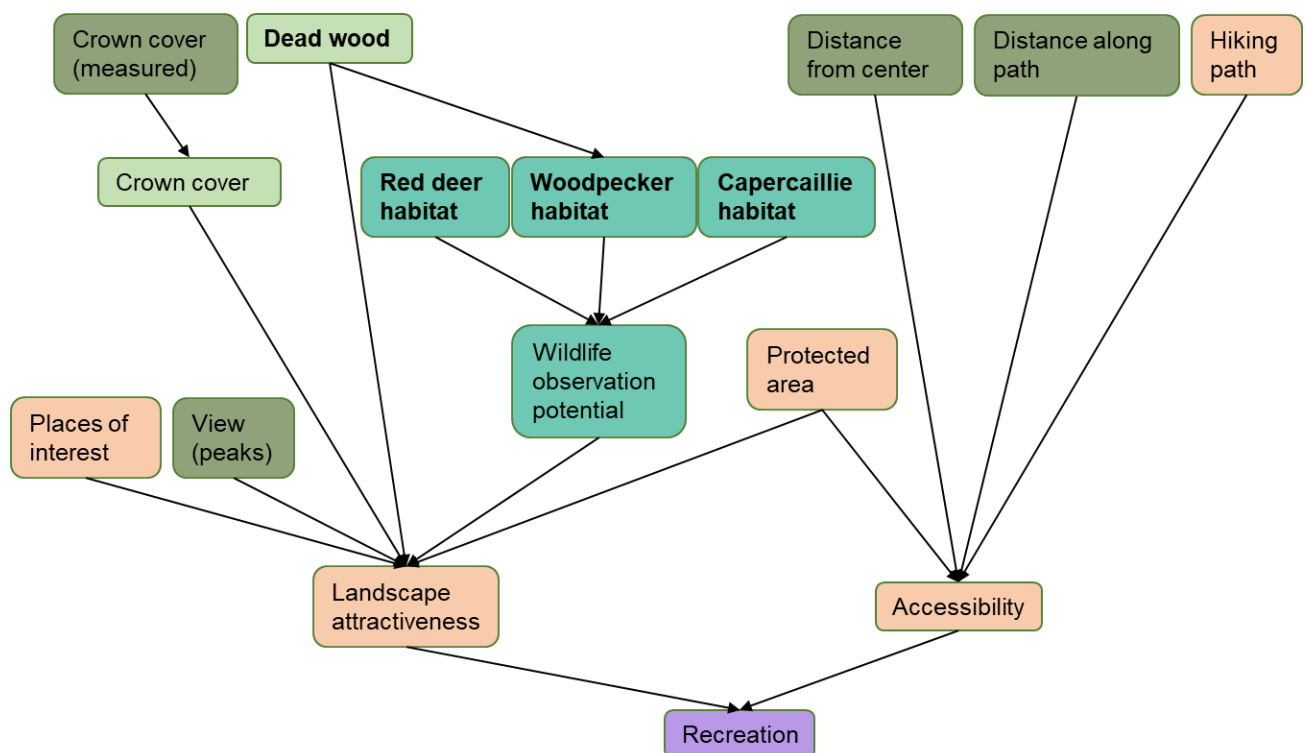 Crown cover
(measured)
Dead wood
Distance
from center
Distance along
path
Hiking
path
Crown cover
Red deer
habitat
Woodpecker
habitat
Capercaillie
habitat
Wildlife
observation
potential
Protected
area
Places of
interest
View
(peaks)
Landscape
attractiveness
Accessibility
Recreation